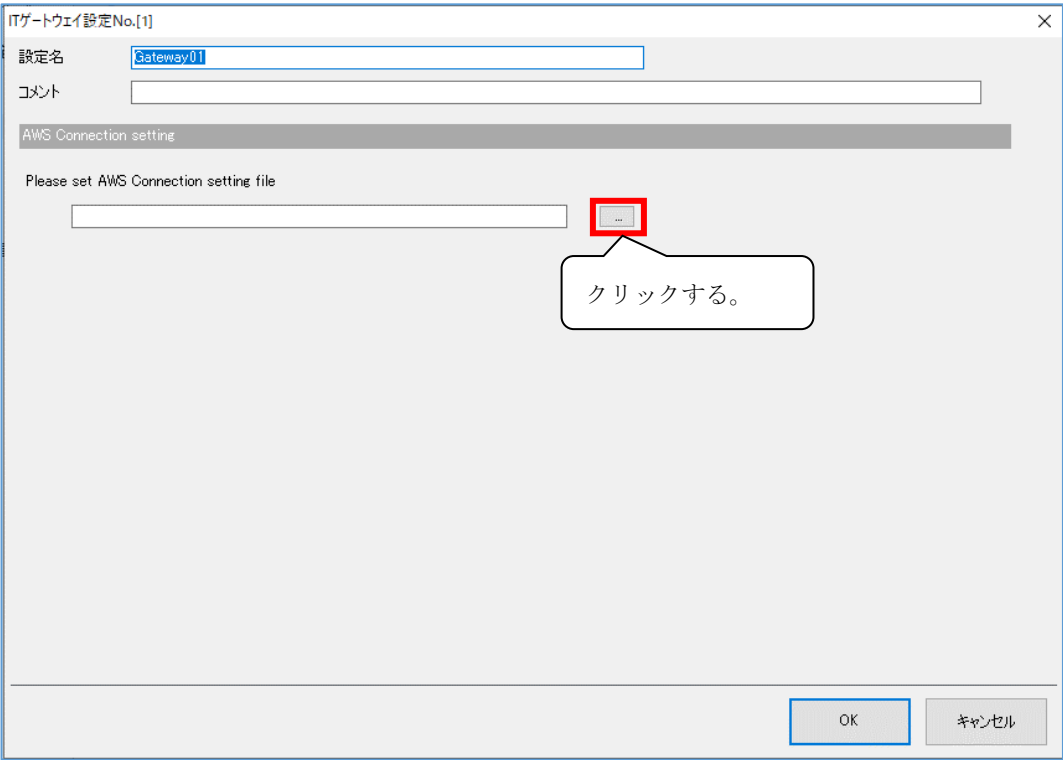 ITゲートウェイ設定No.[1]
設定名 Gateway01
コメント
AWS Connection setting
Please set AWS Connection setting file
...
クリックする。
OK キャンセル